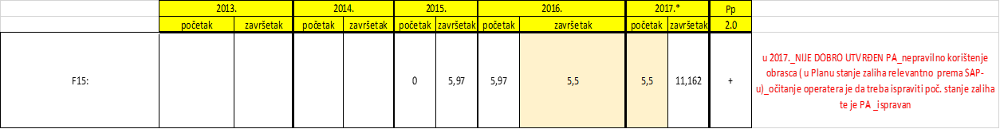 2013. 2014. 2015. 2016. 2017.* Pp
početak završetak početak završetak početak završetak početak završetak početak završetak 2.0
F15: 0 5,97 5,97 5,5 5,5 11,162 +
u 2017._NIJE DOBRO UTVRĐEN PA_nepravilno korištenje
obrasca ( u Planu stanje zaliha relevantno prema SAP-
u)_očitanje operatera je da treba ispraviti poč. stanje zaliha
te je PA _ispravan